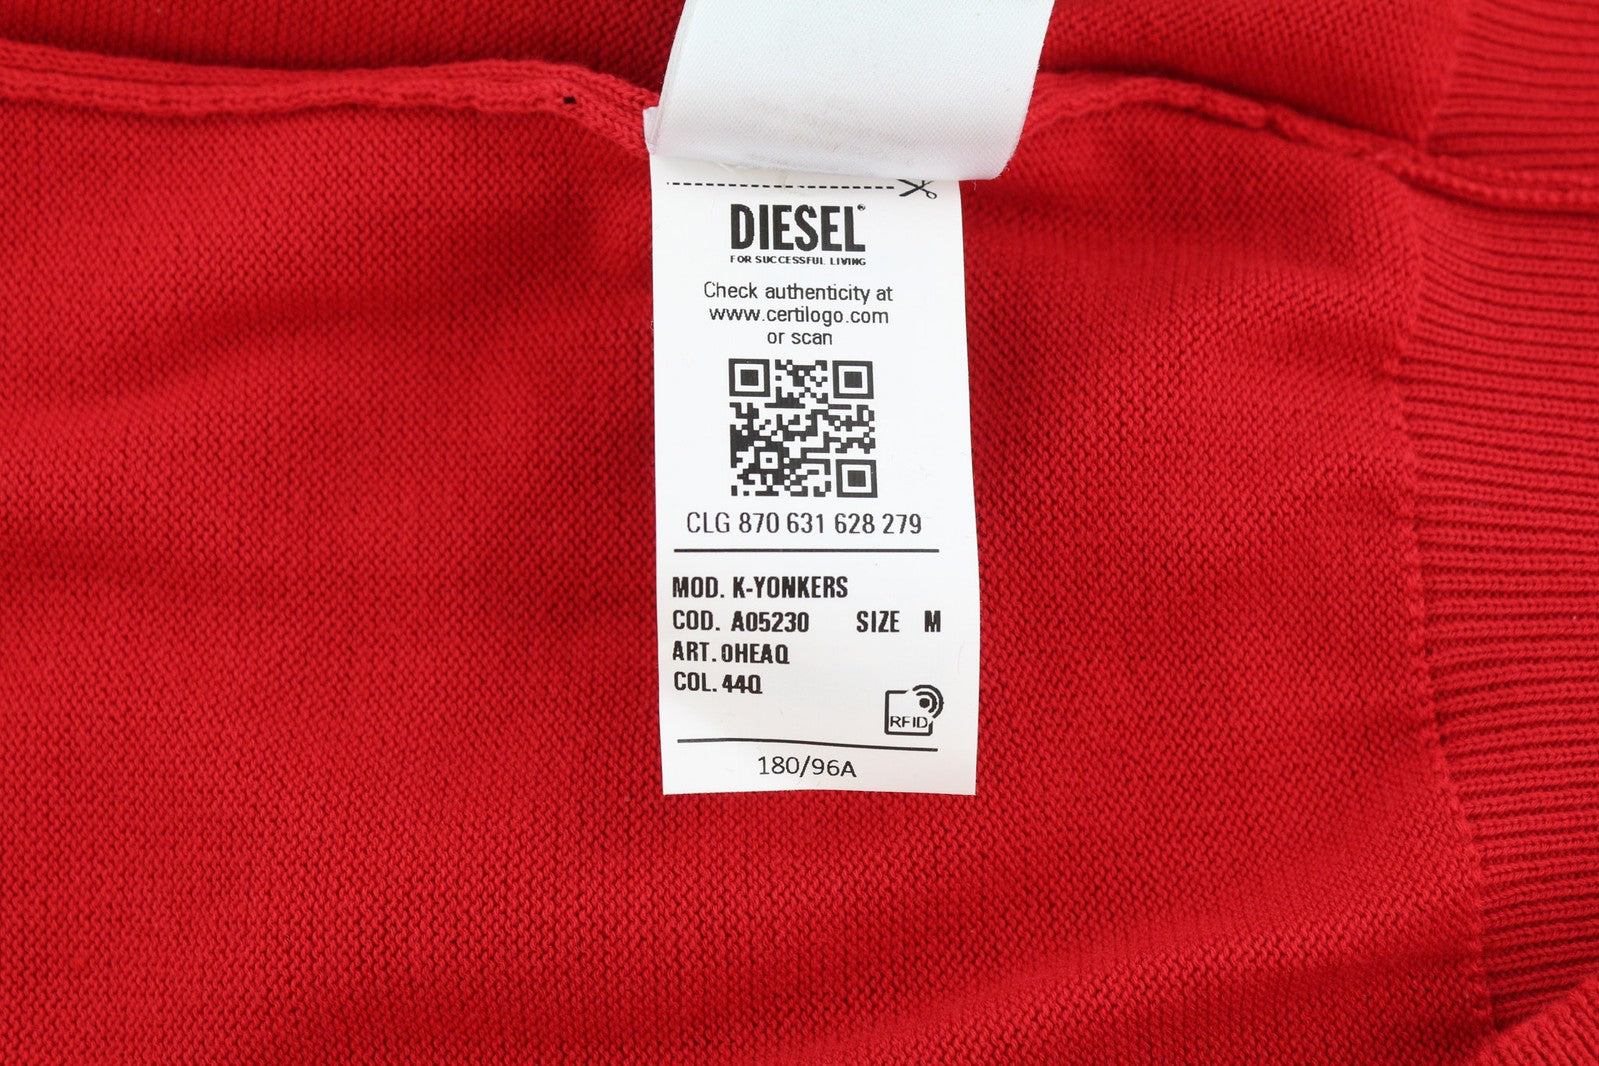 DIESEL®
FOR SUCCESSFUL LIVING
Check authenticity at
www.certilogo.com
or scan
CLG 870 631 628 279
MOD. K-YONKERS
COD. A05230 SIZE M
ART. 0HEAQ
COL. 44Q
RFID
180/96A